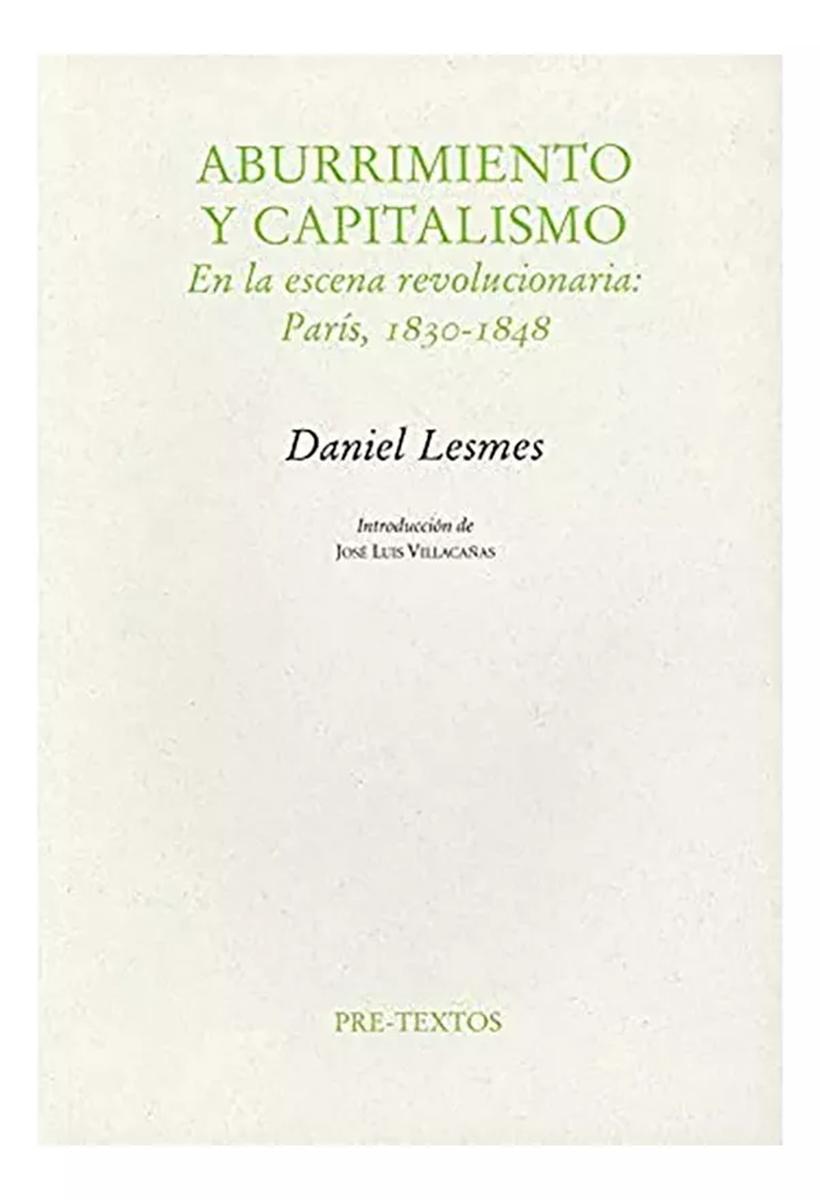 ABURRIMIENTO
Y CAPITALISMO
En la escena revolucionaria:
París, 1830-1848
Daniel Lesmes
Introducción de
José Luis Villacañas
PRE-TEXTOS